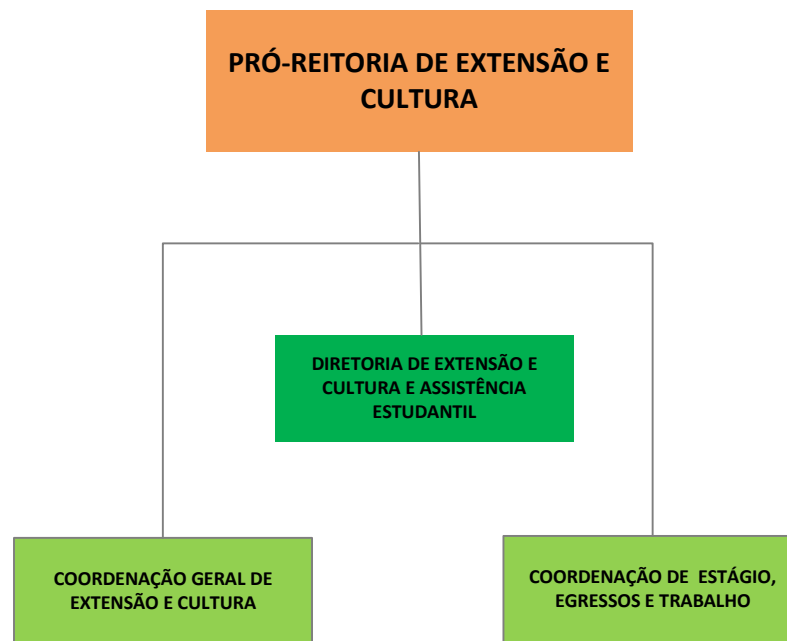 PRÓ-REITORIA DE EXTENSÃO E
CULTURA
DIRETORIA DE EXTENSÃO E
CULTURA E ASSISTÊNCIA
ESTUDANTIL
COORDENAÇÃO GERAL DE
EXTENSÃO E CULTURA
COORDENAÇÃO DE ESTÁGIO,
EGRESSOS E TRABALHO